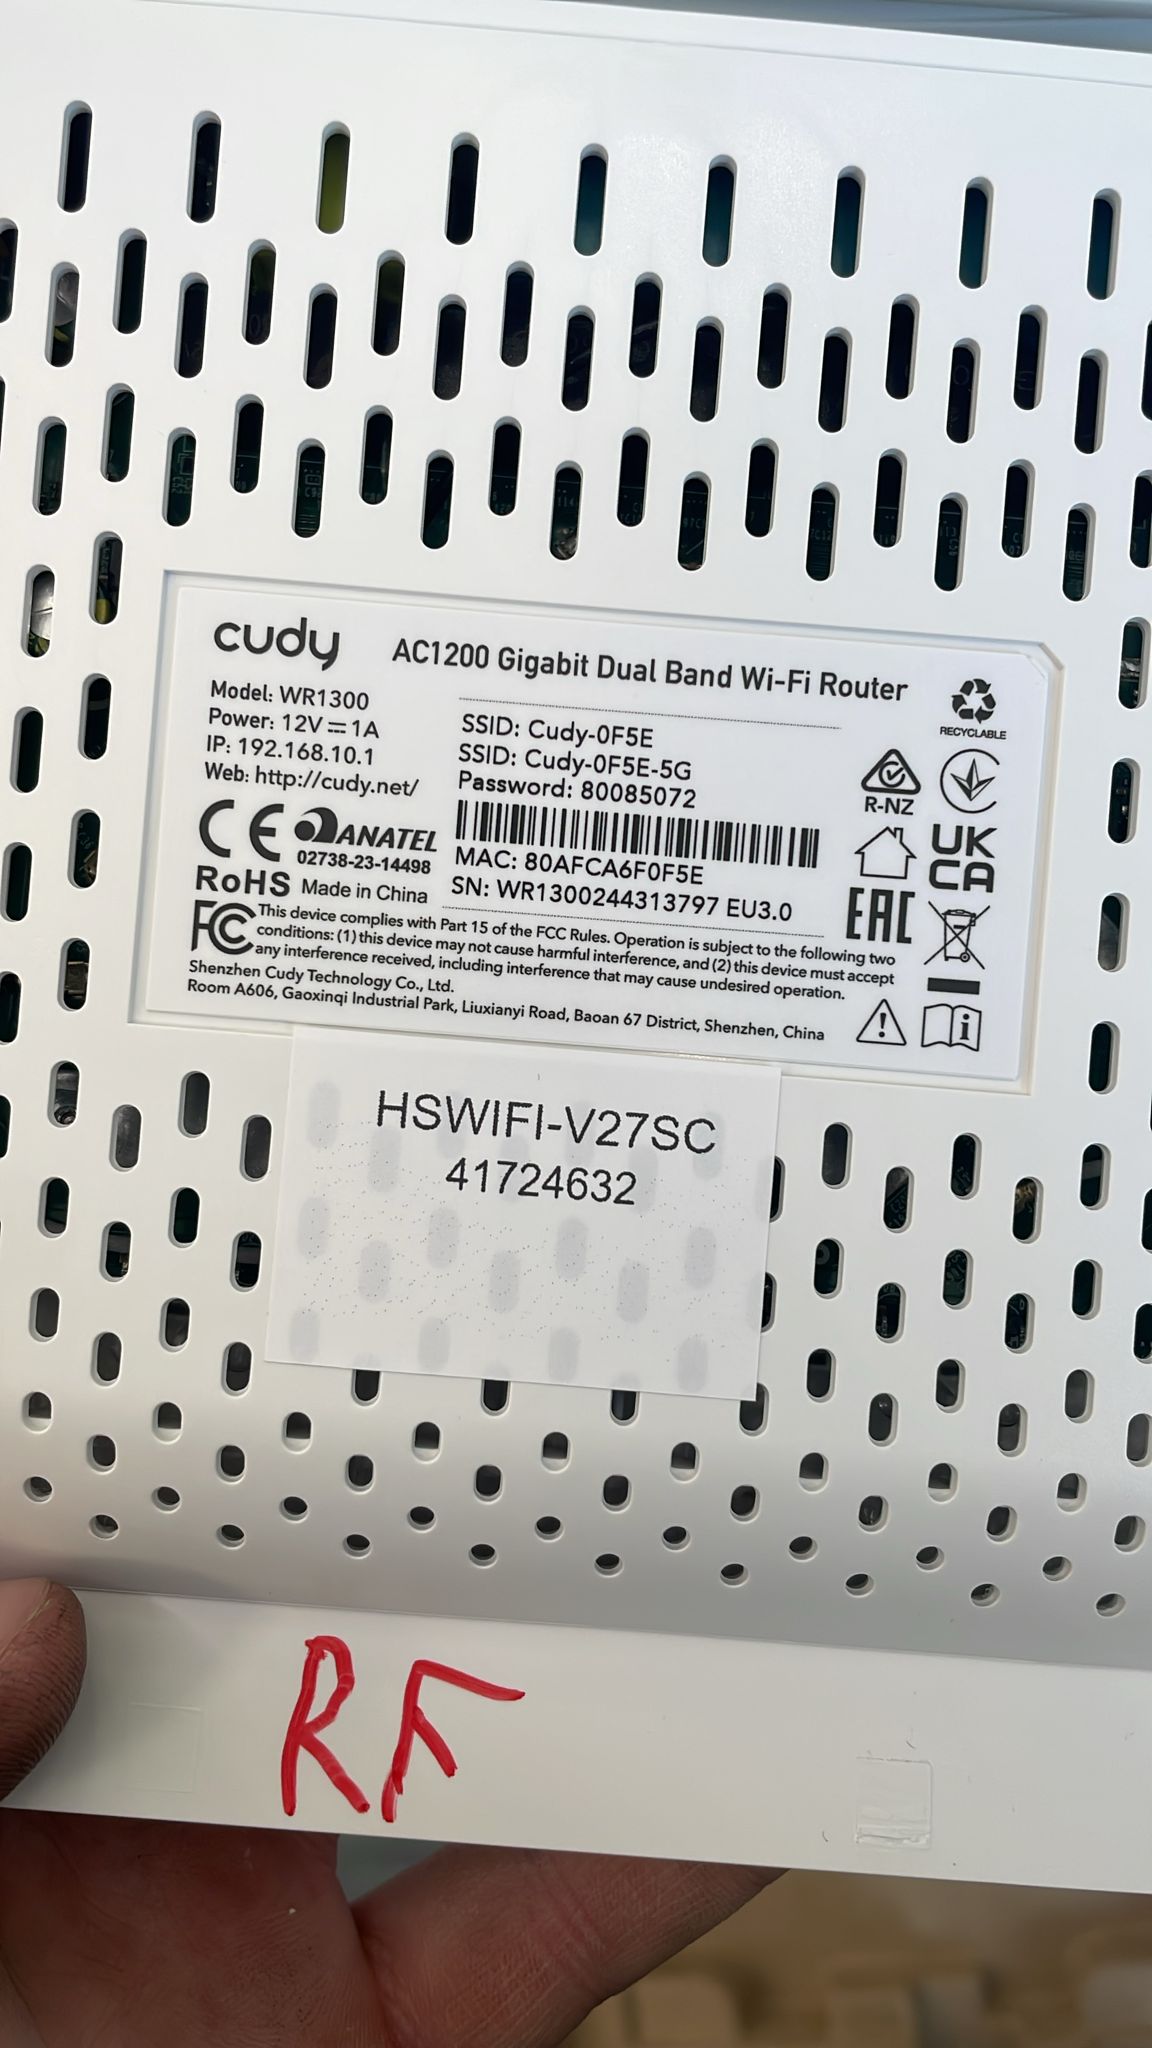 cudy AC1200 Gigabit Dual Band Wi-Fi Router
Model: WR1300
Power: 12V⎓1A
IP: 192.168.10.1
Web: http://cudy.net/
SSID: Cudy-0F5E
SSID: Cudy-0F5E-5G
Password: 80085072
MAC: 80AFCA6F0F5E
SN: WR1300244313797 EU3.0
RECYCLABLE
R-NZ
UK
CA
EAC
CE ANATEL
02738-23-14498
RoHS Made in China
FC This device complies with Part 15 of the FCC Rules. Operation is subject to the following two
conditions: (1) this device may not cause harmful interference, and (2) this device must accept
any interference received, including interference that may cause undesired operation.
Shenzhen Cudy Technology Co., Ltd.
Room A606, Gaoxinqi Industrial Park, Liuxianyi Road, Baoan 67 District, Shenzhen, China
HSWIFI-V27SC
41724632
RF